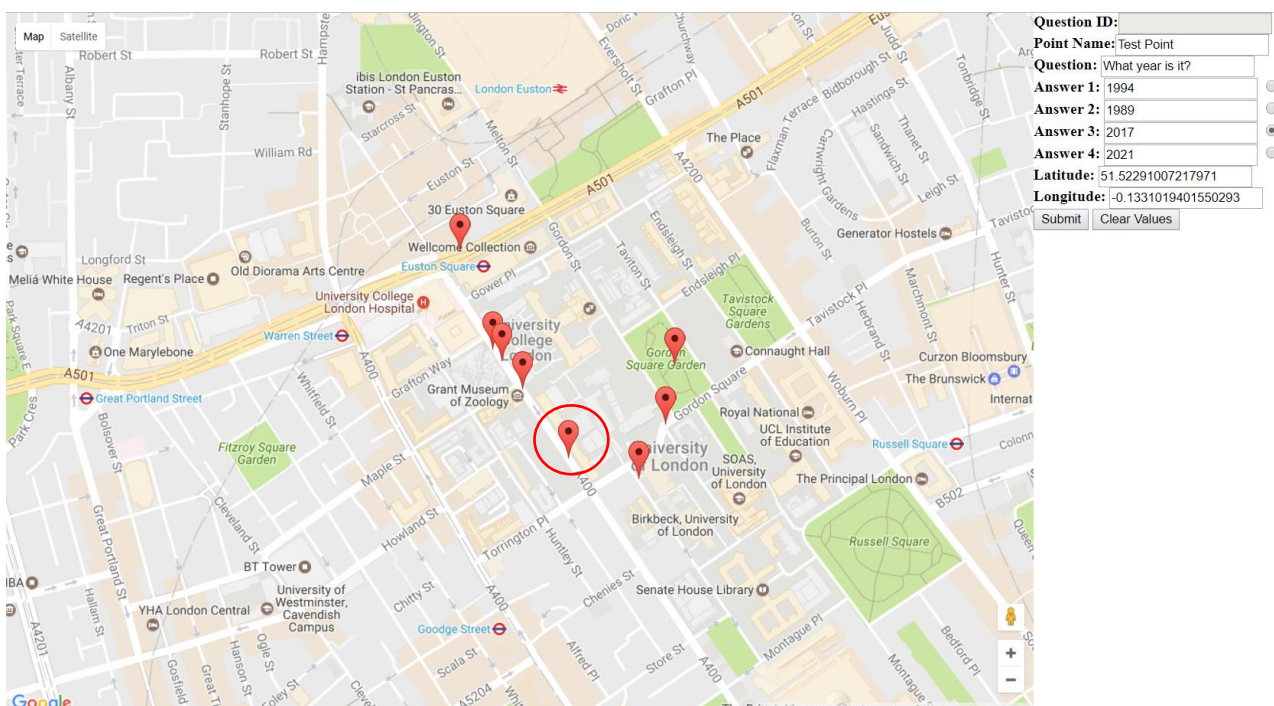 Map Satellite
Robert St
Robert St
Albany St
Stanhope St
ibis London Euston
Station - St Pancras...
London Euston
Starcross St
Melton St
Eversholt St
Grafton Pl
Churchway
A501
Judd St
Bidborough St
Hastings St
Tonbridge St
Flaxman Terrace
Cartwright Gardens
Sandwich St
Thanet St
Leigh St
The Place
A4200
William Rd
Euston St
A501
30 Euston Square
Wellcome Collection
Euston Square
Gordon St
Gower Pl
Taviton St
Endsleigh St
Endsleigh Pl
Burton St
Generator Hostels
Hunter St
Longford St
Meliá White House
Regent's Place
Old Diorama Arts Centre
University College
London Hospital
Tavistock
Square
Gardens
Tavistock Pl
Herbrand St
Marchmont St
Park Square E
A4201
Triton St
Warren Street
One Marylebone
A501
Great Portland Street
Park Cres
Bolsover St
Whitfield St
A400
Grafton Way
Grant Museum
of Zoology
Connaught Hall
Gordon Square
Woburn Pl
Curzon Bloomsbury
The Brunswick
Royal National
UCL Institute
of Education
Russell Square
Fitzroy Square
Garden
Maple St
A400
SOAS,
University
of London
The Principal London
B502
Cleveland St
Howland St
Torrington Pl
Huntley St
Birkbeck, University
of London
Russell Square
Great Portland St
BT Tower
University of
Westminster,
Cavendish
Campus
YHA London Central
Hallam St
A4201
Chitty St
A400
Chenies St
Senate House Library
Goodge Street
Montague Pl
Bedford Pl
Ogle St
Hanson St
Scala St
Alfred Pl
Store St
A400
A5204
Google
Question ID:
Point Name: Test Point
Question: What year is it?
Answer 1: 1994
Answer 2: 1989
Answer 3: 2017
Answer 4: 2021
Latitude: 51.52291007217971
Longitude: -0.1331019401550293
Submit Clear Values